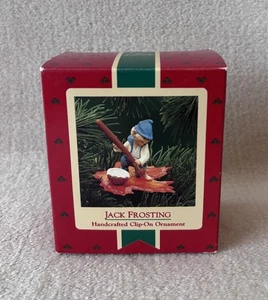 JACK FROSTING
Handcrafted Clip-On Ornament